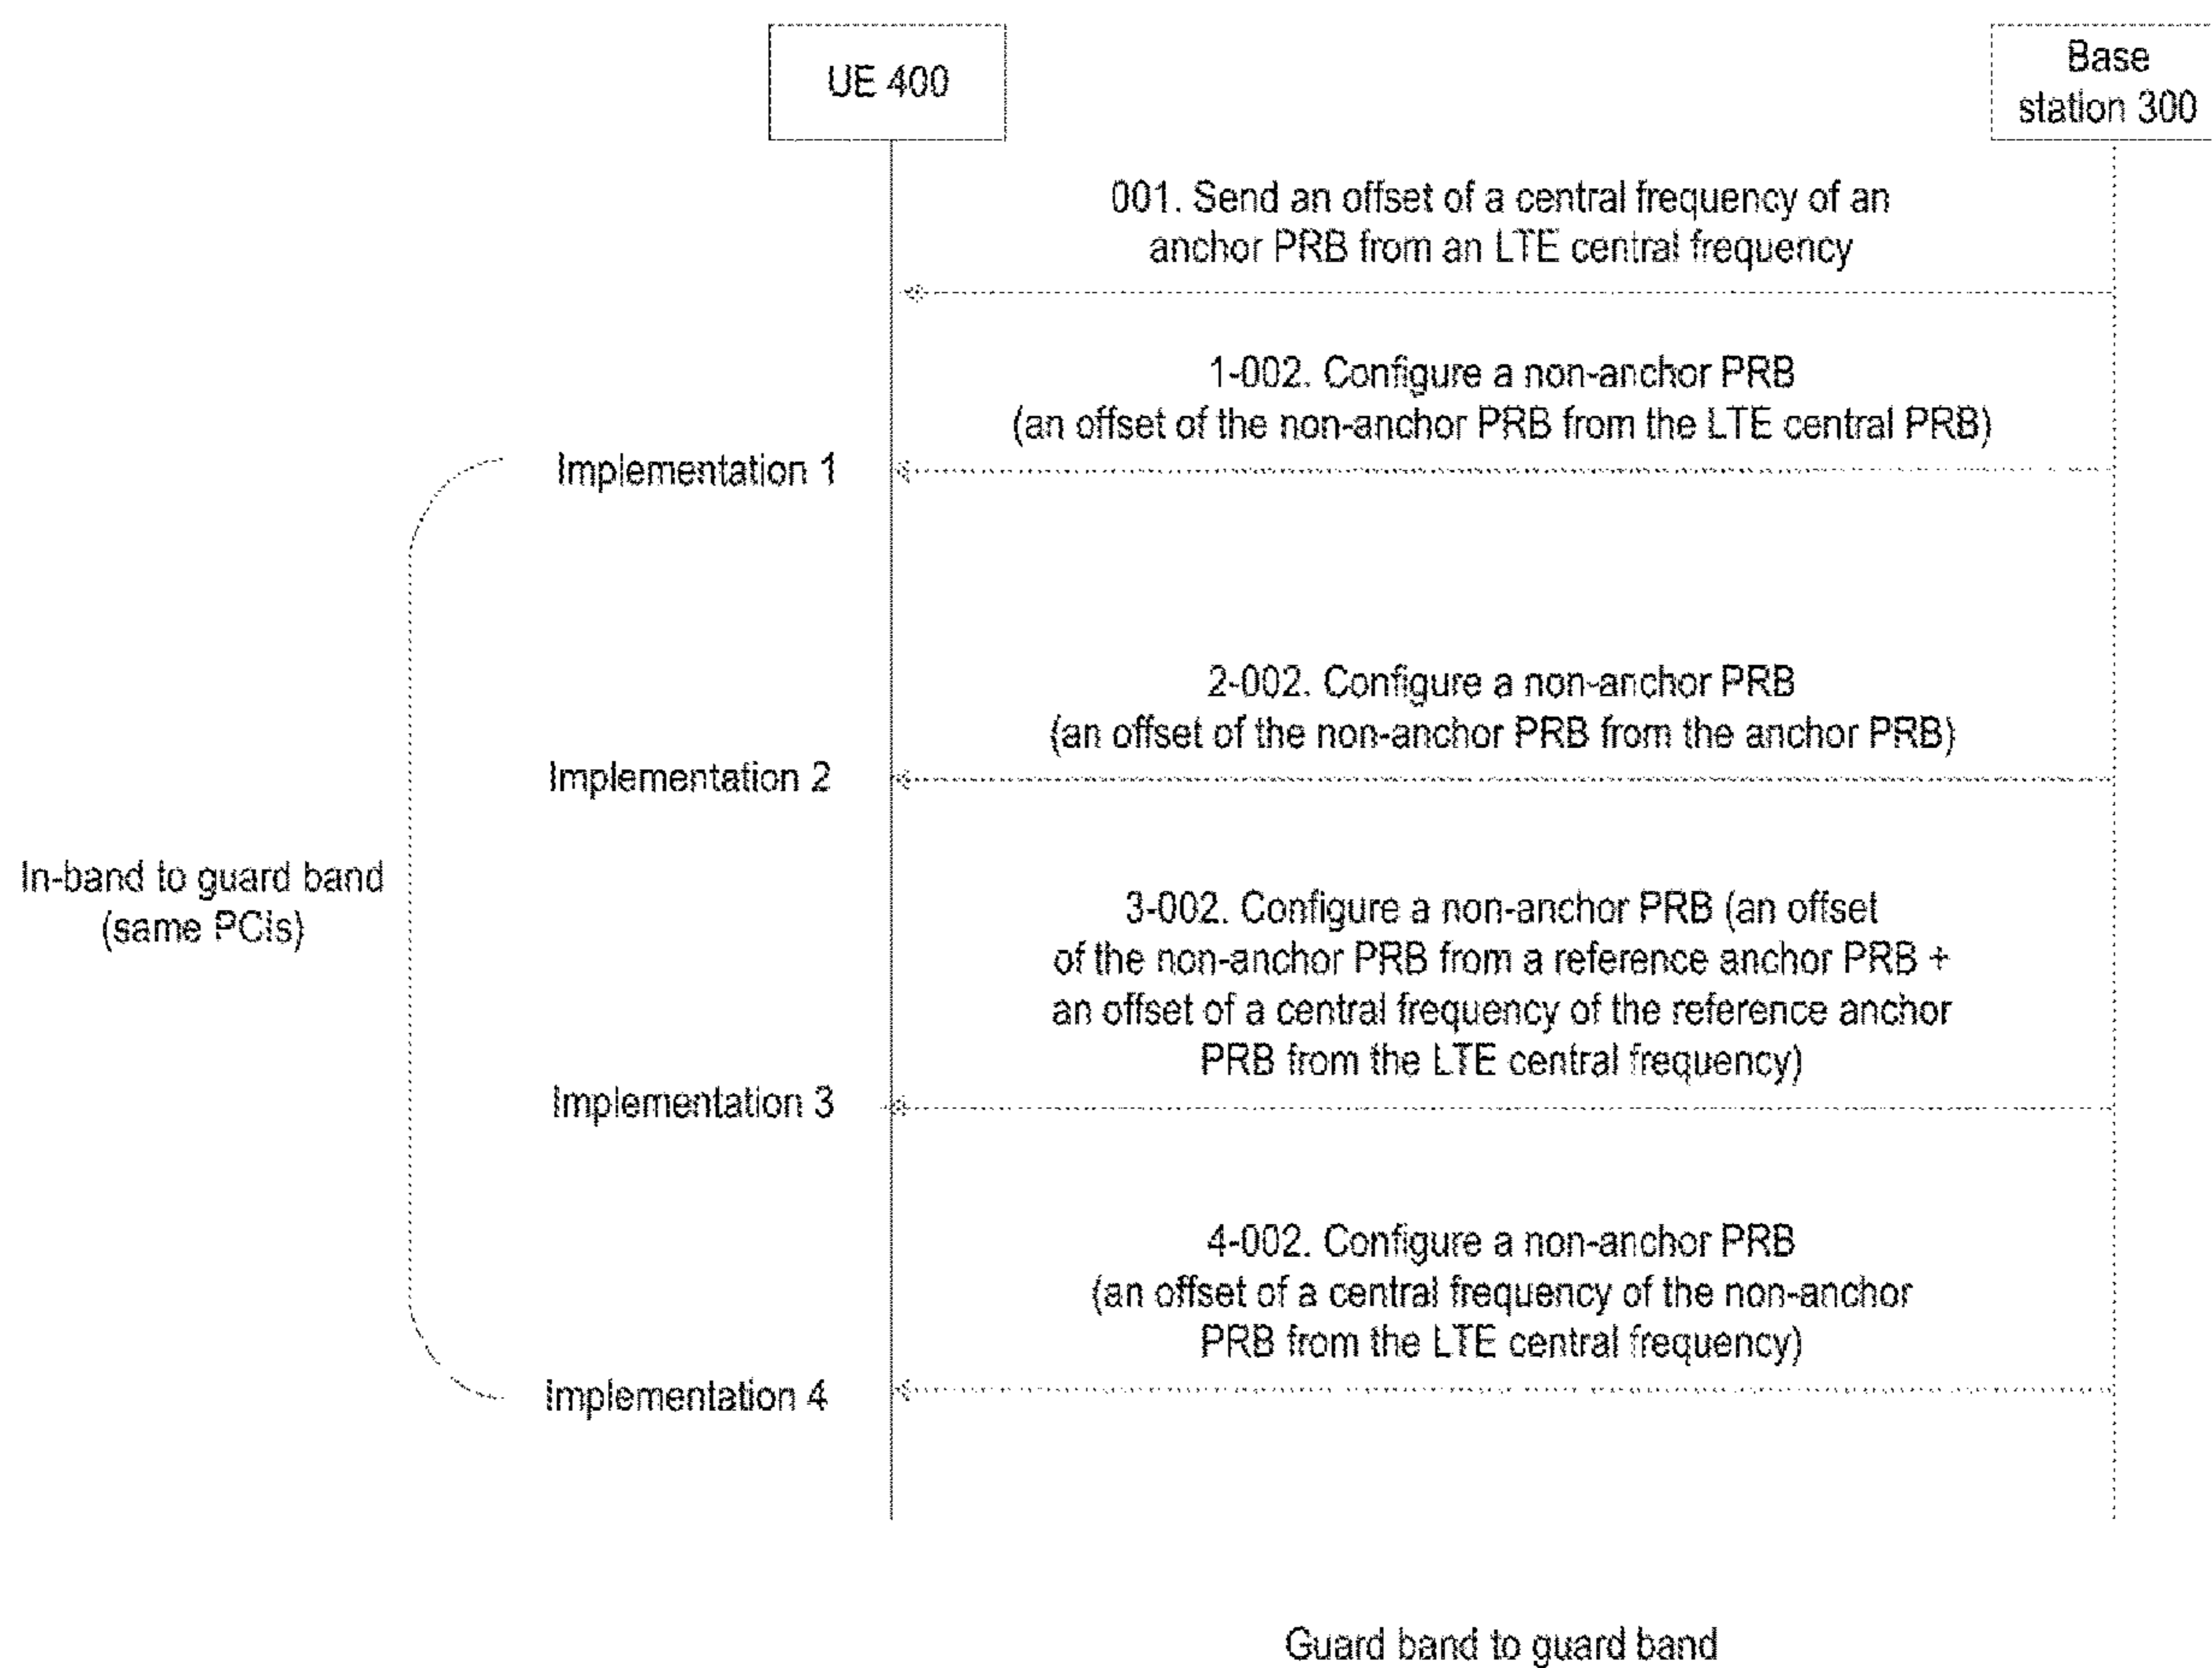 UE 400
Base
station 300
001. Send an offset of a central frequency of an
anchor PRB from an LTE central frequency
1-002. Configure a non-anchor PRB
(an offset of the non-anchor PRB from the LTE central PRB)
Implementation 1
2-002. Configure a non-anchor PRB
(an offset of the non-anchor PRB from the anchor PRB)
Implementation 2
In-band to guard band
(same PCIs)
3-002. Configure a non-anchor PRB (an offset
of the non-anchor PRB from a reference anchor PRB +
an offset of a central frequency of the reference anchor
PRB from the LTE central frequency)
Implementation 3
4-002. Configure a non-anchor PRB
(an offset of a central frequency of the non-anchor
PRB from the LTE central frequency)
Implementation 4
Guard band to guard band